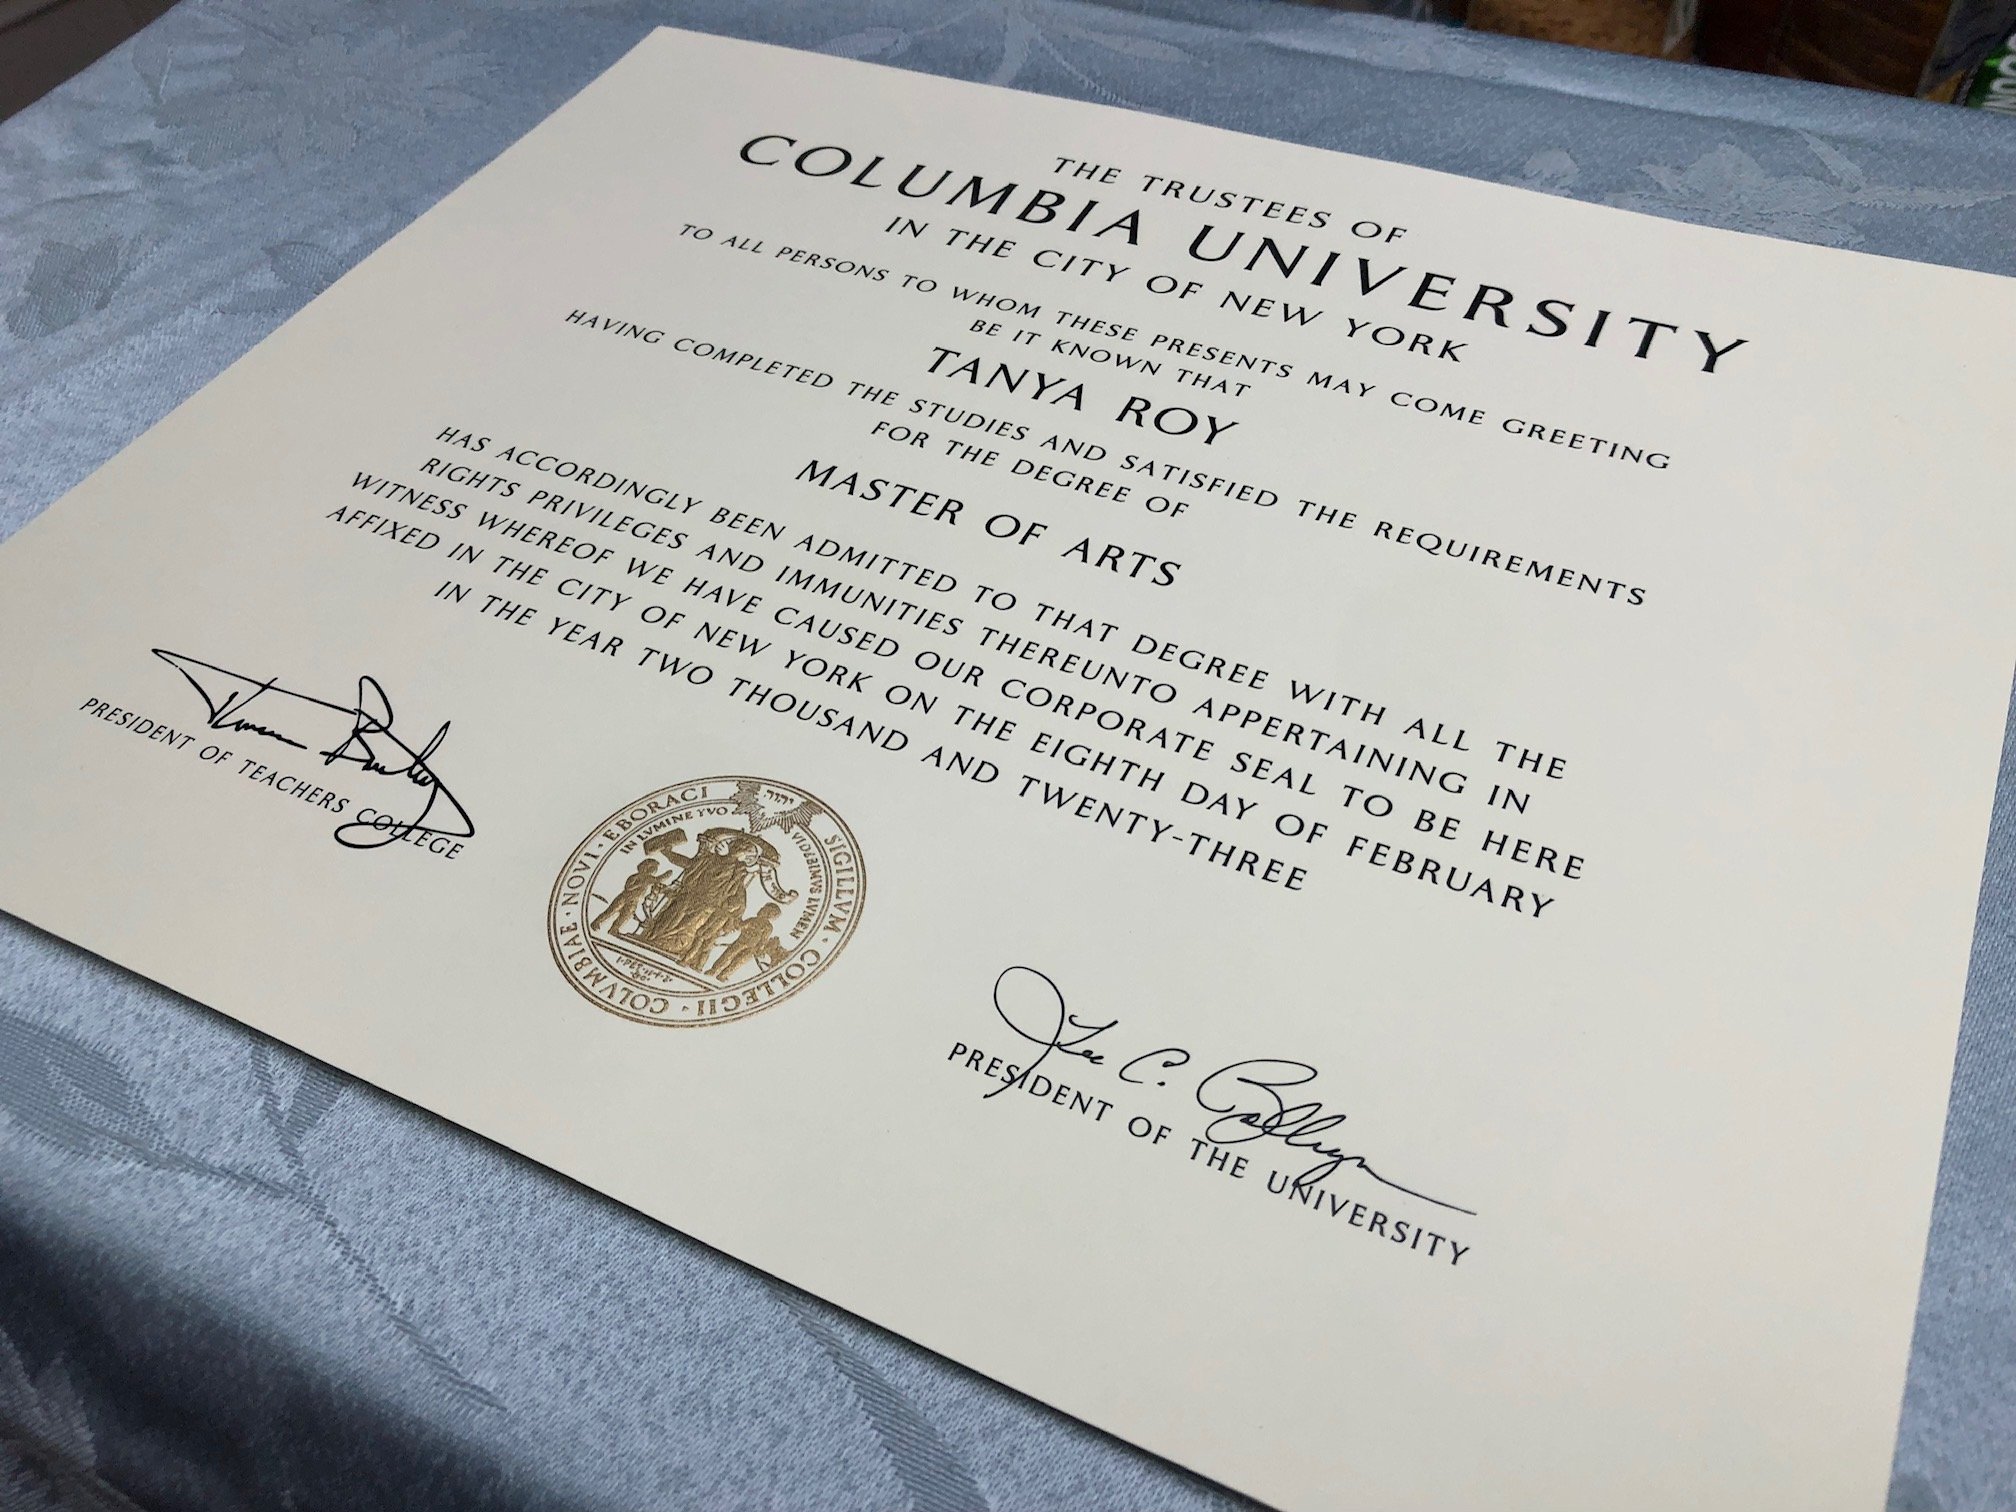 THE TRUSTEES OF
COLUMBIA UNIVERSITY
IN THE CITY OF NEW YORK
TO ALL PERSONS TO WHOM THESE PRESENTS MAY COME GREETING
BE IT KNOWN THAT
TANYA ROY
HAVING COMPLETED THE STUDIES AND SATISFIED THE REQUIREMENTS
FOR THE DEGREE OF
MASTER OF ARTS
HAS ACCORDINGLY BEEN ADMITTED TO THAT DEGREE WITH ALL THE
RIGHTS PRIVILEGES AND IMMUNITIES THEREUNTO APPERTAINING IN
WITNESS WHEREOF WE HAVE CAUSED OUR CORPORATE SEAL TO BE HERE
AFFIXED IN THE CITY OF NEW YORK ON THE EIGHTH DAY OF FEBRUARY
IN THE YEAR TWO THOUSAND AND TWENTY-THREE
PRESIDENT OF TEACHERS COLLEGE
SIGILLVM · COLLEGII · COLVMBIAE · NOVI · EBORACI
יהוה
IN LVMINE TVO
VIDEBIMVS LVMEN
Lee C. Bollinger
PRESIDENT OF THE UNIVERSITY